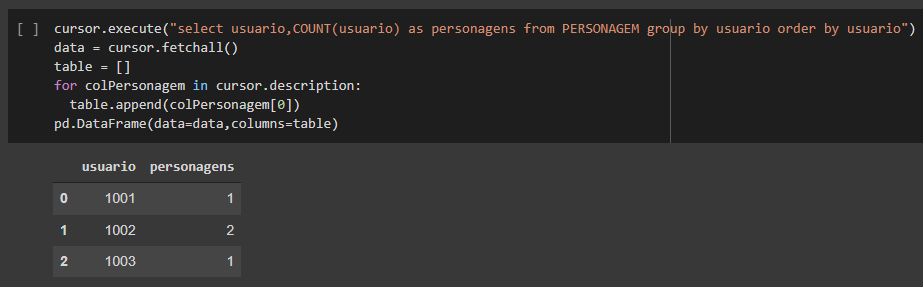 [ ] cursor.execute("select usuario,COUNT(usuario) as personagens from PERSONAGEM group by usuario order by usuario")
data = cursor.fetchall()
table = []
for colPersonagem in cursor.description:
  table.append(colPersonagem[0])
pd.DataFrame(data=data,columns=table)
usuario personagens
0 1001 1
1 1002 2
2 1003 1